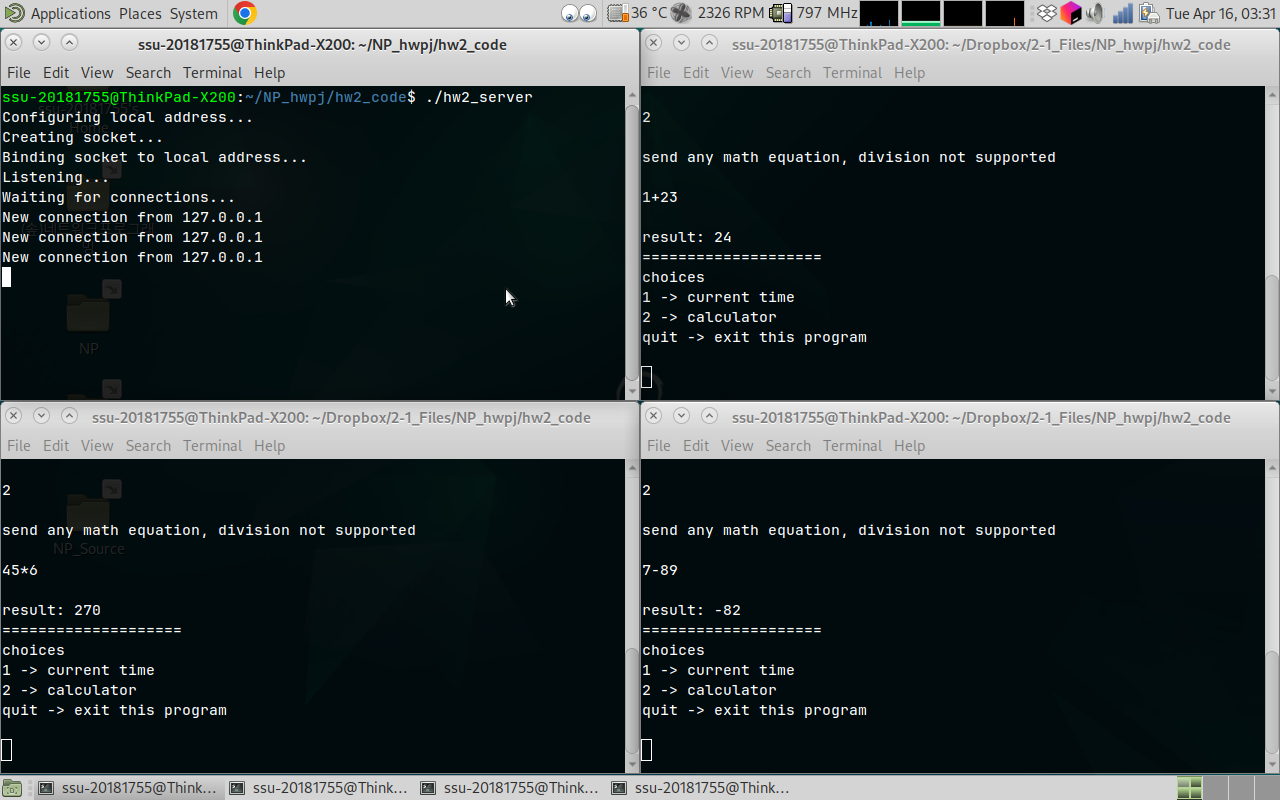 Applications Places System 36 °C 2326 RPM 797 MHz Tue Apr 16, 03:31
ssu-20181755@ThinkPad-X200: ~/NP_hwpj/hw2_code
File Edit View Search Terminal Help
ssu-20181755@ThinkPad-X200:~/NP_hwpj/hw2_code$ ./hw2_server
Configuring local address...
Creating socket...
Binding socket to local address...
Listening...
Waiting for connections...
New connection from 127.0.0.1
New connection from 127.0.0.1
New connection from 127.0.0.1
NP
ssu-20181755@ThinkPad-X200: ~/Dropbox/2-1_Files/NP_hwpj/hw2_code
File Edit View Search Terminal Help
2
send any math equation, division not supported
1+23
result: 24
====================
choices
1 -> current time
2 -> calculator
quit -> exit this program
ssu-20181755@ThinkPad-X200: ~/Dropbox/2-1_Files/NP_hwpj/hw2_code
File Edit View Search Terminal Help
2
send any math equation, division not supported
NP_Source
45*6
result: 270
====================
choices
1 -> current time
2 -> calculator
quit -> exit this program
ssu-20181755@ThinkPad-X200: ~/Dropbox/2-1_Files/NP_hwpj/hw2_code
File Edit View Search Terminal Help
2
send any math equation, division not supported
7-89
result: -82
====================
choices
1 -> current time
2 -> calculator
quit -> exit this program
ssu-20181755@Think... ssu-20181755@Think... ssu-20181755@Think... ssu-20181755@Think...